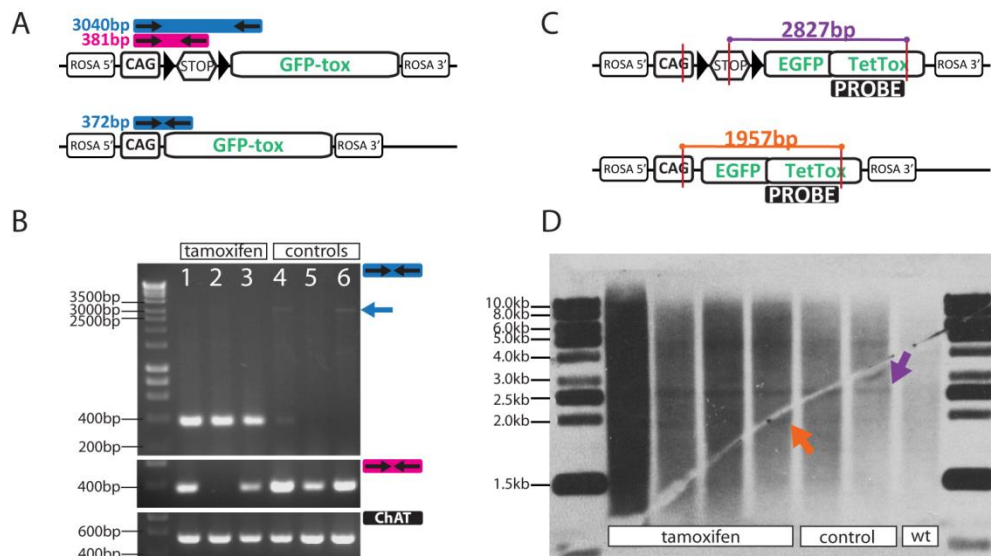 A
3040bp
381bp
ROSA 5' CAG STOP GFP-tox ROSA 3'
372bp
ROSA 5' CAG GFP-tox ROSA 3'
B
tamoxifen controls
1 2 3 4 5 6
3500bp
3000bp
2500bp
400bp
200bp
400bp
ChAT
600bp
400bp
C
2827bp
ROSA 5' CAG STOP EGFP TetTox ROSA 3'
PROBE
1957bp
ROSA 5' CAG EGFP TetTox ROSA 3'
PROBE
D
10.0kb
8.0kb
6.0kb
5.0kb
4.0kb
3.0kb
2.5kb
2.0kb
1.5kb
tamoxifen control wt